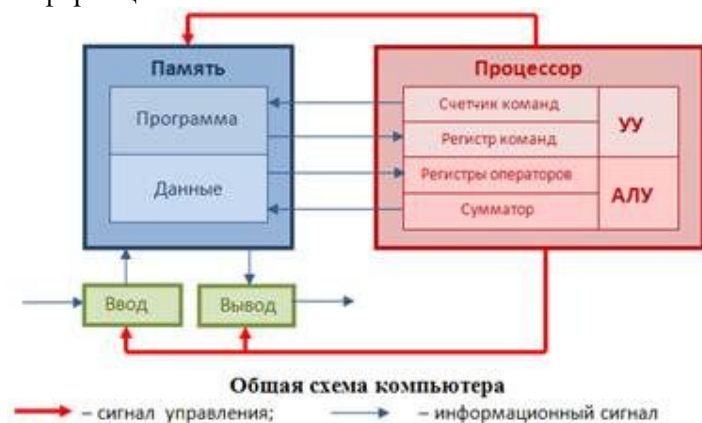 Память
Процессор
Программа
Данные
Счетчик команд
Регистр команд
УУ
Регистры операторов
Сумматор
АЛУ
Ввод
Вывод
Общая схема компьютера
– сигнал управления;
– информационный сигнал